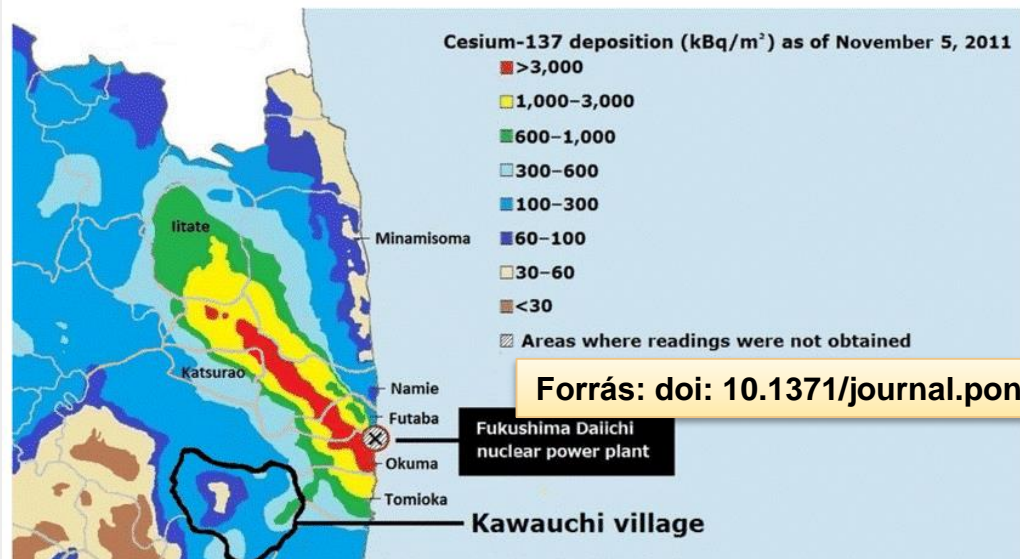 Cesium-137 deposition (kBq/m²) as of November 5, 2011
>3,000
1,000–3,000
600–1,000
300–600
100–300
60–100
30–60
<30
Areas where readings were not obtained
Iitate
Minamisoma
Katsurao
Namie
Futaba
Okuma
Tomioka
Forrás: doi: 10.1371/journal.pon
Fukushima Daiichi
nuclear power plant
Kawauchi village